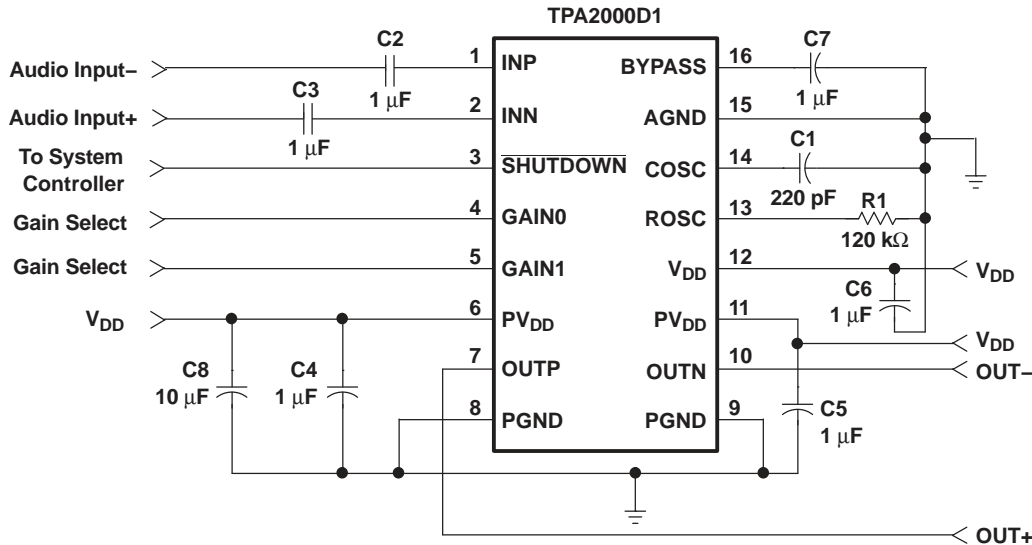 TPA2000D1
Audio Input−
C2
1 μF
1
INP
Audio Input+
C3
1 μF
2
INN
To System
Controller
3
SHUTDOWN
Gain Select
4
GAIN0
Gain Select
5
GAIN1
VDD
6
PVDD
C8
10 μF
C4
1 μF
7
OUTP
8
PGND
BYPASS
16
C7
1 μF
AGND
15
COSC
14
C1
220 pF
ROSC
13
R1
120 kΩ
VDD
12
VDD
C6
1 μF
PVDD
11
VDD
OUTN
10
OUT−
PGND
9
C5
1 μF
OUT+